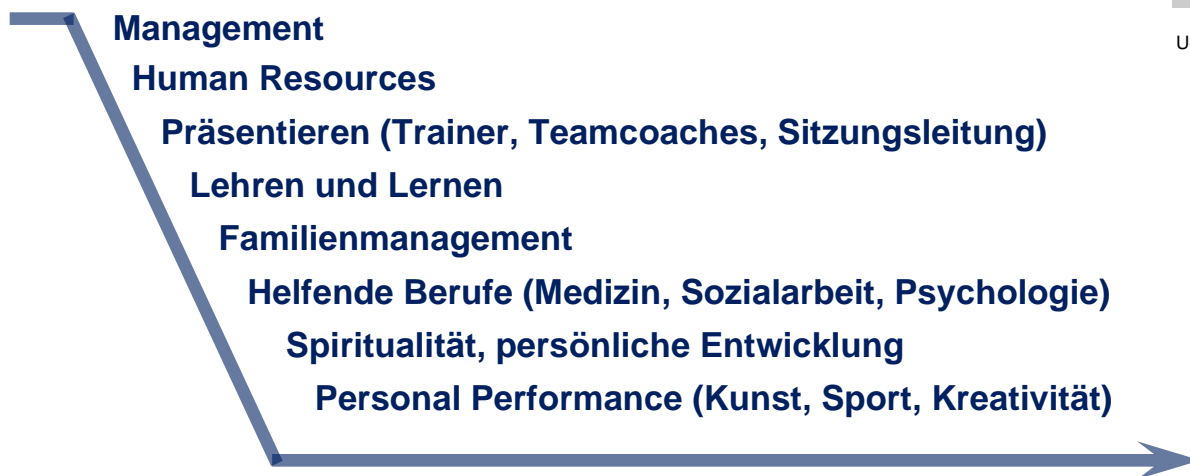 Management
U
Human Resources
Präsentieren (Trainer, Teamcoaches, Sitzungsleitung)
Lehren und Lernen
Familienmanagement
Helfende Berufe (Medizin, Sozialarbeit, Psychologie)
Spiritualität, persönliche Entwicklung
Personal Performance (Kunst, Sport, Kreativität)